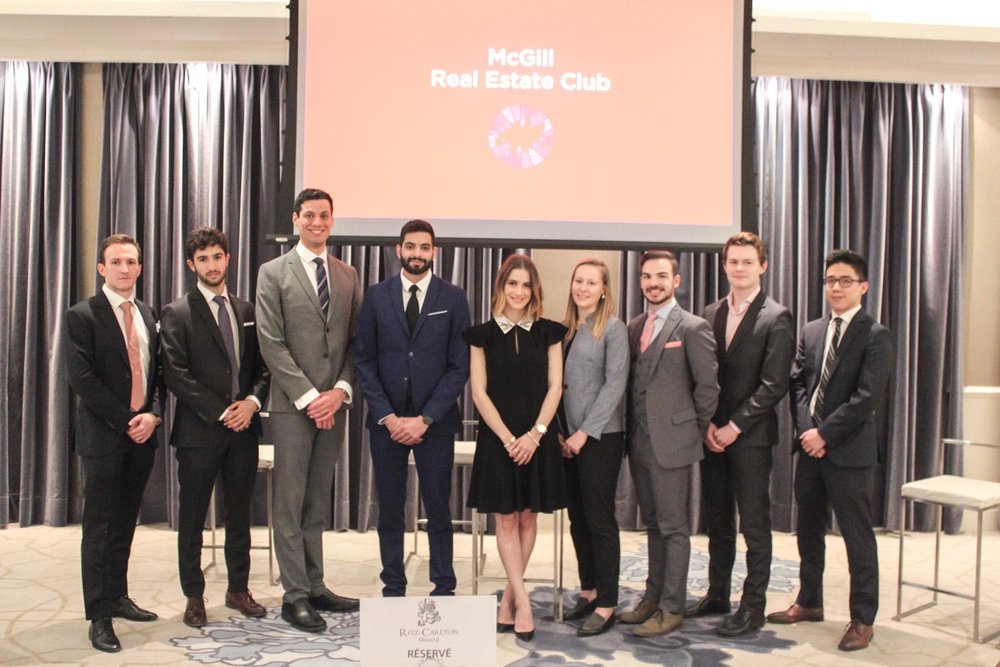 McGill
Real Estate Club
RITZ-CARLTON
Montréal
RÉSERVÉ